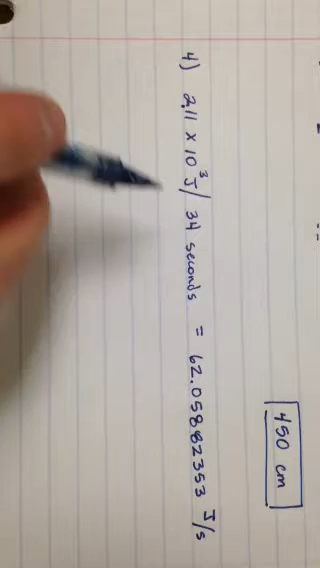 450 cm
4) 2.11 x 10³ J/ 34 seconds = 62.05882353 J/s